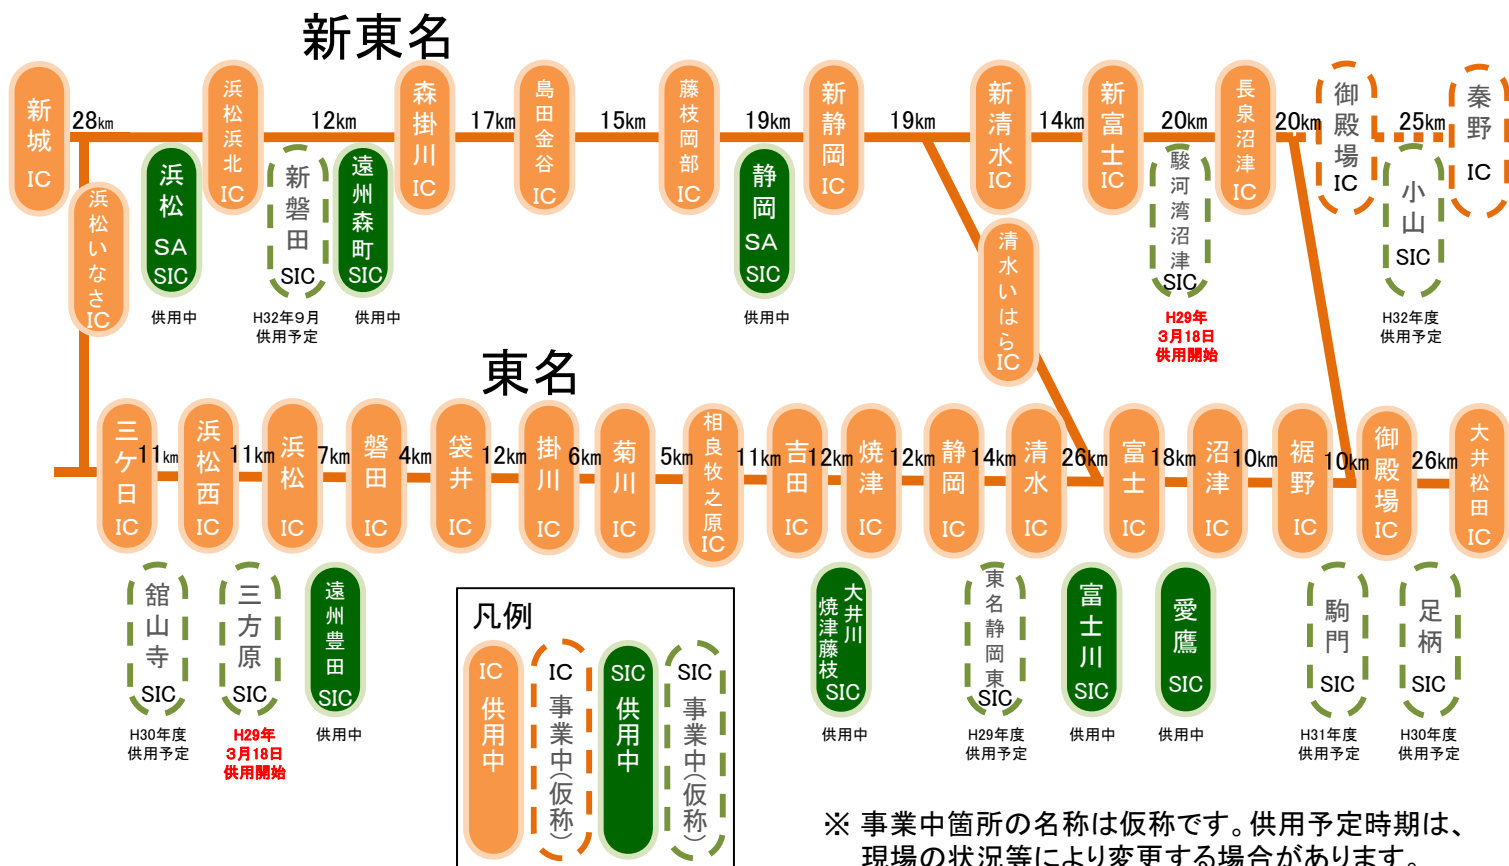 新東名
新城IC
28km
浜松浜北IC
12km
森掛川IC
17km
島田金谷IC
15km
藤枝岡部IC
19km
新静岡IC
19km
新清水IC
14km
新富士IC
20km
長泉沼津IC
20km
御殿場IC
25km
秦野IC
浜松いなさIC
浜松SA SIC
供用中
新磐田SIC
H32年9月
供用予定
遠州森町SIC
供用中
静岡SA SIC
供用中
清水いはらIC
駿河湾沼津SIC
H29年
3月18日
供用開始
小山SIC
H32年度
供用予定
東名
三ケ日IC
11km
浜松西IC
11km
浜松IC
7km
磐田IC
4km
袋井IC
12km
掛川IC
6km
菊川IC
5km
相良牧之原IC
11km
吉田IC
12km
焼津IC
12km
静岡IC
14km
清水IC
26km
富士IC
18km
沼津IC
10km
裾野IC
10km
御殿場IC
26km
大井松田IC
舘山寺SIC
H30年度
供用予定
三方原SIC
H29年
3月18日
供用開始
遠州豊田SIC
供用中
大井川
焼津藤枝SIC
供用中
東名静岡東SIC
H29年度
供用予定
富士川SIC
供用中
愛鷹SIC
供用中
駒門SIC
H31年度
供用予定
足柄SIC
H30年度
供用予定
凡例
IC 供用中
IC 事業中(仮称)
SIC 供用中
SIC 事業中(仮称)
※ 事業中箇所の名称は仮称です。供用予定時期は、
現場の状況等により変更する場合があります。